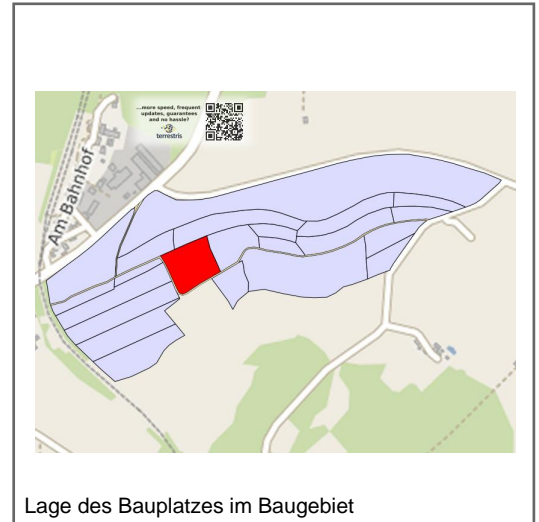 ...more speed, frequent
updates, guarantees
and no hassle?
terrestris
Am Bahnhof
Lage des Bauplatzes im Baugebiet